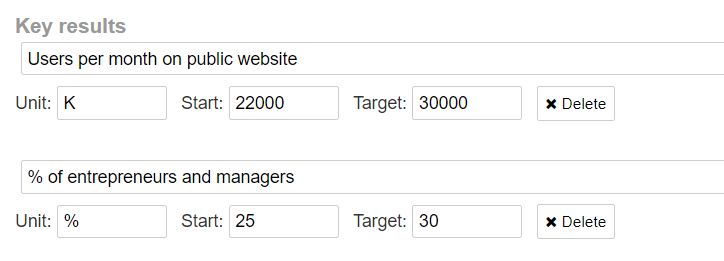 Key results
Users per month on public website
Unit: K Start: 22000 Target: 30000 ✖ Delete
% of entrepreneurs and managers
Unit: % Start: 25 Target: 30 ✖ Delete